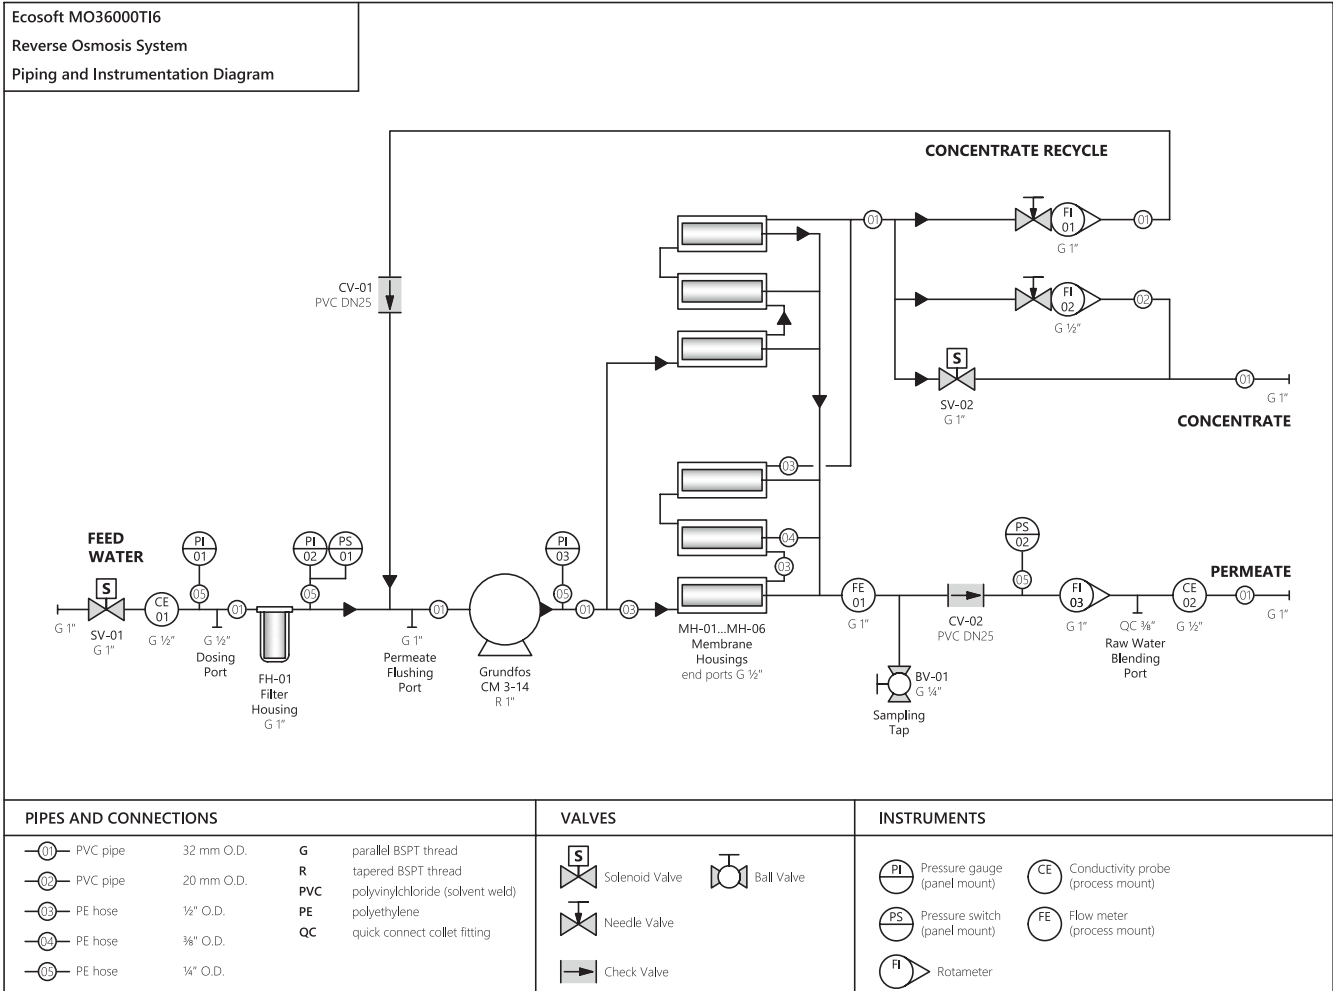 Ecosoft MO36000TI6
Reverse Osmosis System
Piping and Instrumentation Diagram
CONCENTRATE RECYCLE
01
FI
01
01
G 1"
CV-01
PVC DN25
FI
02
02
G ½"
S
SV-02
G 1"
01
G 1"
CONCENTRATE
03
04
03
FEED
WATER
S
G 1"
SV-01
G 1"
CE
01
G ½"
PI
01
05
01
G ½"
Dosing
Port
FH-01
Filter
Housing
G 1"
PI
02
PS
01
05
G 1"
Permeate
Flushing
Port
01
Grundfos
CM 3-14
R 1"
PI
03
05
01
03
MH-01...MH-06
Membrane
Housings
end ports G ½"
FE
01
G 1"
BV-01
G ¼"
Sampling
Tap
CV-02
PVC DN25
PS
02
05
FI
03
G 1"
QC ⅜"
Raw Water
Blending
Port
CE
02
G ½"
PERMEATE
01
G 1"
PIPES AND CONNECTIONS
01 PVC pipe 32 mm O.D.
02 PVC pipe 20 mm O.D.
03 PE hose ½" O.D.
04 PE hose ⅜" O.D.
05 PE hose ¼" O.D.
G parallel BSPT thread
R tapered BSPT thread
PVC polyvinylchloride (solvent weld)
PE polyethylene
QC quick connect collet fitting
VALVES
S Solenoid Valve
Ball Valve
Needle Valve
Check Valve
INSTRUMENTS
PI Pressure gauge
(panel mount)
CE Conductivity probe
(process mount)
PS Pressure switch
(panel mount)
FE Flow meter
(process mount)
FI Rotameter